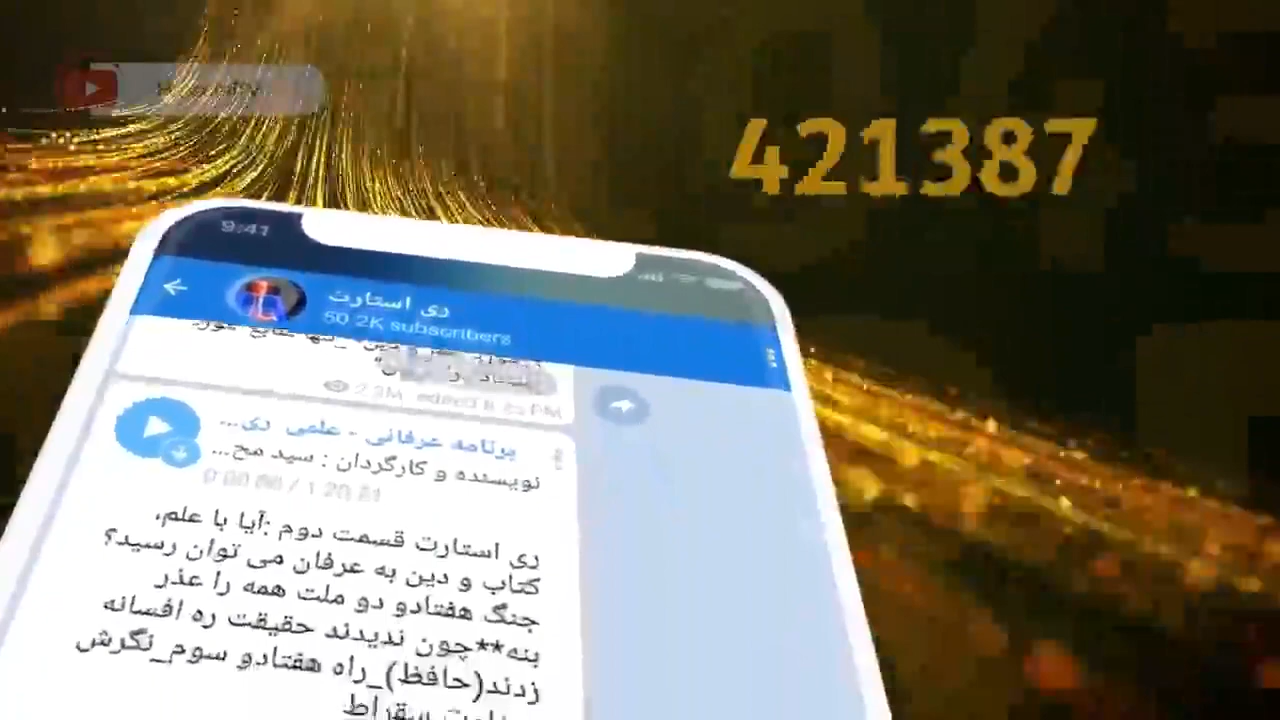 421387
9:41
ری استارت
50.2K subscribers
برنامه عرفانی - علمی ری...
نویسنده و کارگردان : سید مح...
ری استارت قسمت دوم :آیا با علم،
کتاب و دین به عرفان می توان رسید؟
جنگ هفتادو دو ملت همه را عذر
بنه**چون ندیدند حقیقت ره افسانه
زدند(حافظ)_راه هفتادو سوم_نگرش
سقراط